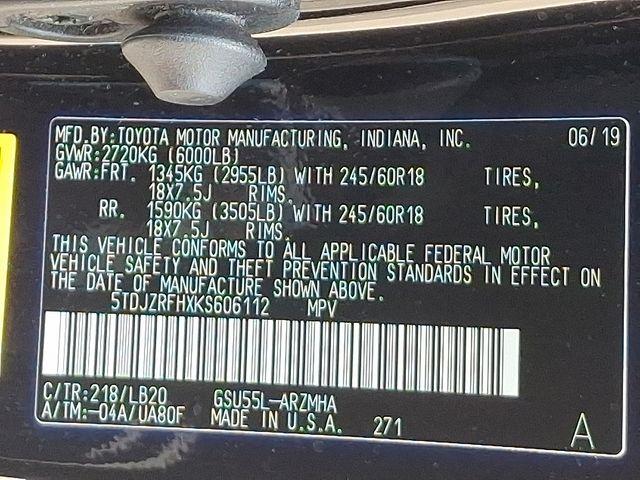 MFD.BY:TOYOTA MOTOR MANUFACTURING, INDIANA, INC. 06/19
GVWR:2720KG (6000LB)
GAWR:FRT. 1345KG (2955LB) WITH 245/60R18 TIRES,
18X7.5J RIMS.
RR. 1590KG (3505LB) WITH 245/60R18 TIRES,
18X7.5J RIMS.
THIS VEHICLE CONFORMS TO ALL APPLICABLE FEDERAL MOTOR
VEHICLE SAFETY AND THEFT PREVENTION STANDARDS IN EFFECT ON
THE DATE OF MANUFACTURE SHOWN ABOVE.
5TDJZRFHXKS606112 MPV
C/TR:218/LB20 GSU55L-ARZMHA
A/TM:-04A/UA80F MADE IN U.S.A. 271
A